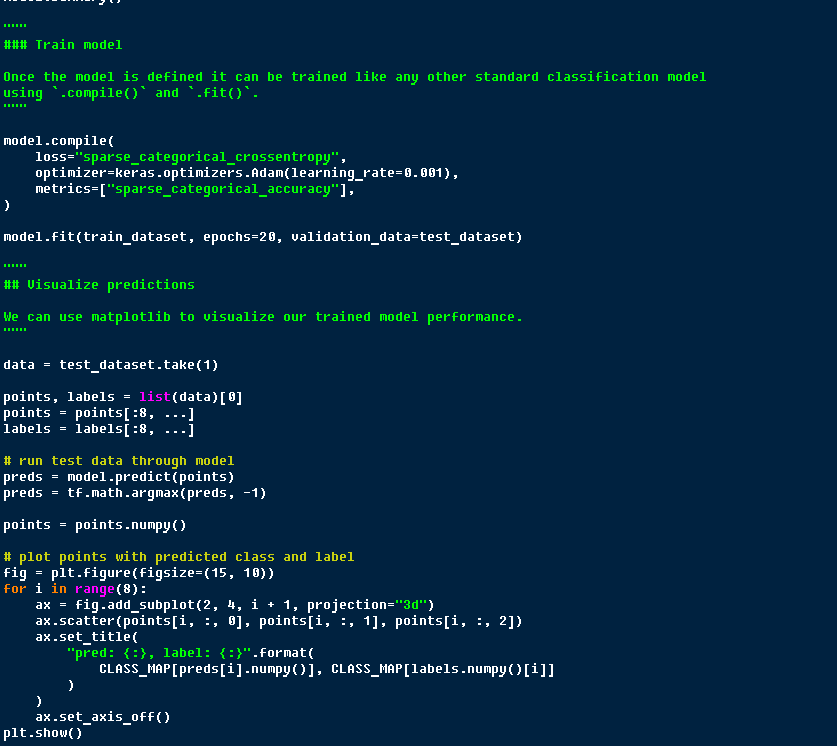 """
### Train model

Once the model is defined it can be trained like any other standard classification model
using `.compile()` and `.fit()`.
"""

model.compile(
    loss="sparse_categorical_crossentropy",
    optimizer=keras.optimizers.Adam(learning_rate=0.001),
    metrics=["sparse_categorical_accuracy"],
)

model.fit(train_dataset, epochs=20, validation_data=test_dataset)

"""
## Visualize predictions

We can use matplotlib to visualize our trained model performance.
"""

data = test_dataset.take(1)

points, labels = list(data)[0]
points = points[:8, ...]
labels = labels[:8, ...]

# run test data through model
preds = model.predict(points)
preds = tf.math.argmax(preds, -1)

points = points.numpy()

# plot points with predicted class and label
fig = plt.figure(figsize=(15, 10))
for i in range(8):
    ax = fig.add_subplot(2, 4, i + 1, projection="3d")
    ax.scatter(points[i, :, 0], points[i, :, 1], points[i, :, 2])
    ax.set_title(
        "pred: {:}, label: {:}".format(
            CLASS_MAP[preds[i].numpy()], CLASS_MAP[labels.numpy()[i]]
        )
    )
    ax.set_axis_off()
plt.show()